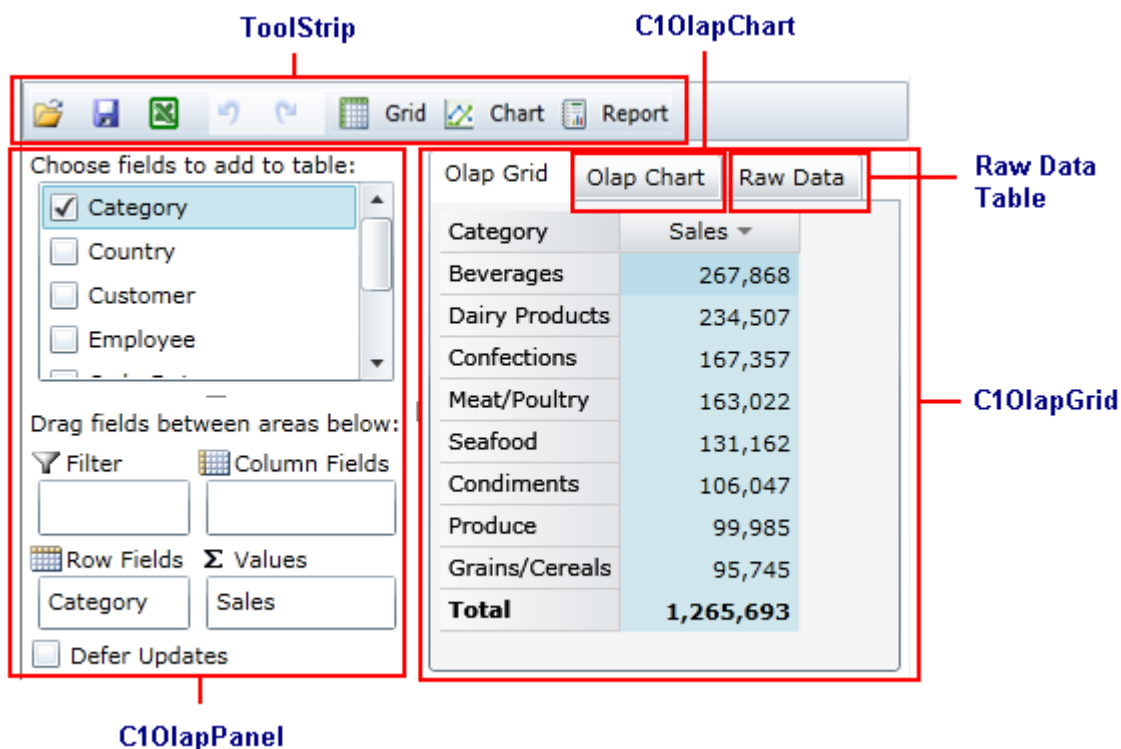 ToolStrip
C1OlapChart
Grid Chart Report
Choose fields to add to table:
Category
Country
Customer
Employee
Drag fields between areas below:
Filter Column Fields
Row Fields Σ Values
Category Sales
Defer Updates
C1OlapPanel
Olap Grid Olap Chart Raw Data
Category Sales
Beverages 267,868
Dairy Products 234,507
Confections 167,357
Meat/Poultry 163,022
Seafood 131,162
Condiments 106,047
Produce 99,985
Grains/Cereals 95,745
Total 1,265,693
Raw Data
Table
C1OlapGrid